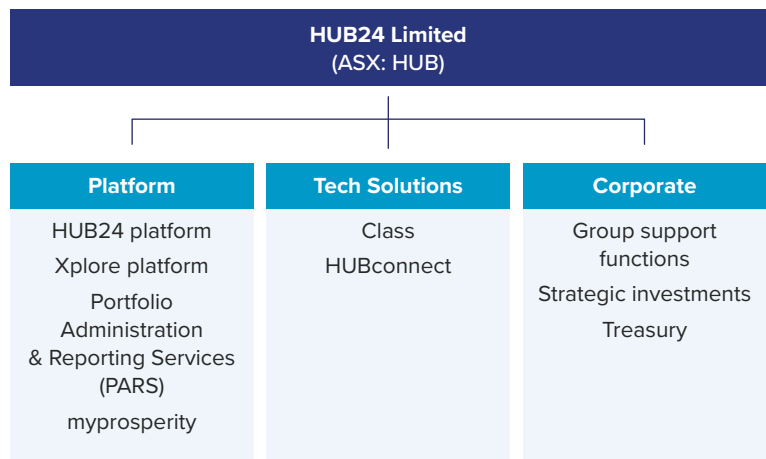 HUB24 Limited
(ASX: HUB)
Platform
HUB24 platform
Xplore platform
Portfolio
Administration
& Reporting Services
(PARS)
myprosperity
Tech Solutions
Class
HUBconnect
Corporate
Group support
functions
Strategic investments
Treasury